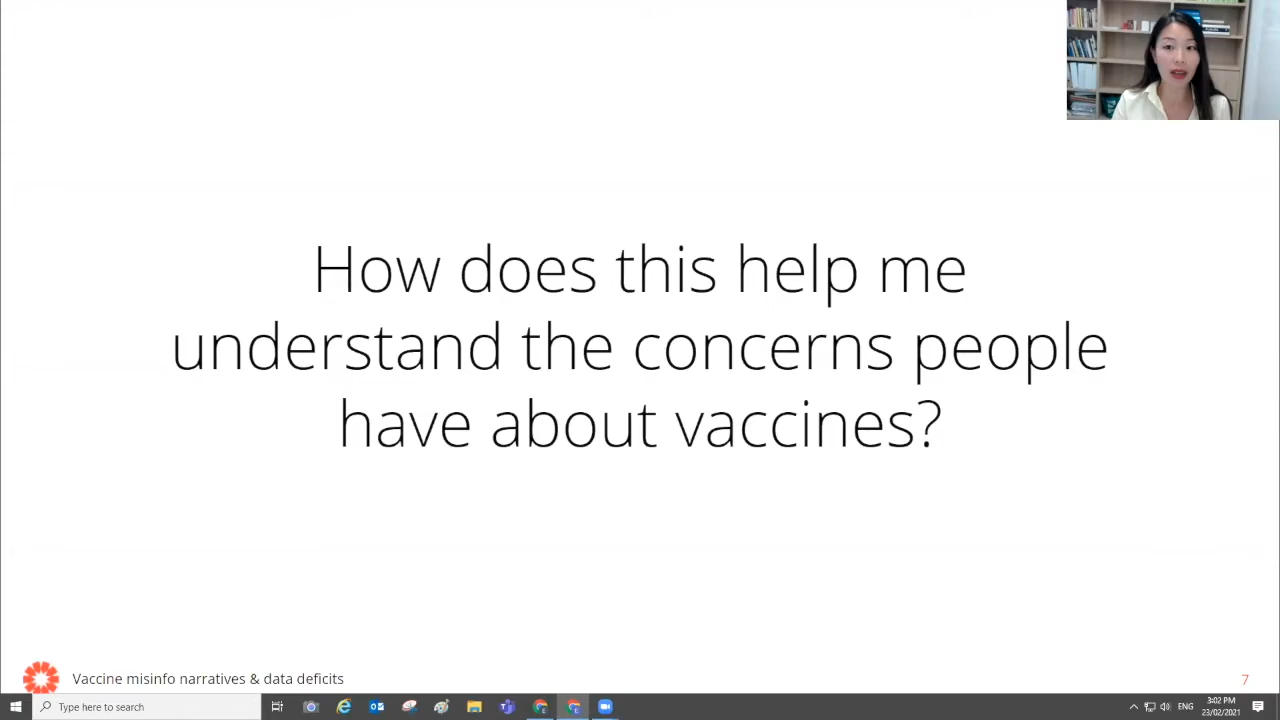 How does this help me
understand the concerns people
have about vaccines?
Vaccine misinfo narratives & data deficits
7
Type here to search
ENG
3:02 PM
23/02/2021